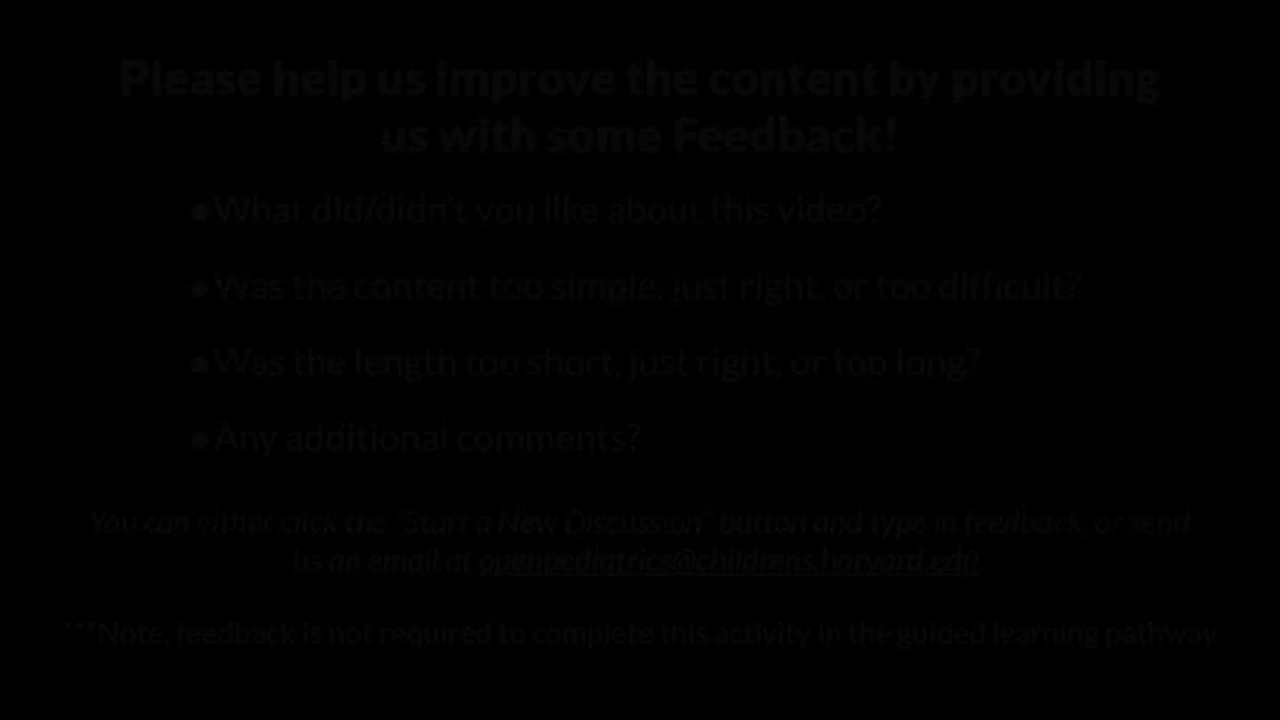 Please help us improve the content by providing
us with some Feedback!
•What did/didn't you like about this video?
•Was the content too simple, just right, or too difficult?
•Was the length too short, just right, or too long?
•Any additional comments?
You can either click the "Start a New Discussion" button and type in feedback, or send
us an email at openpediatrics@childrens.harvard.edu
***Note, feedback is not required to complete this activity in the guided learning pathway